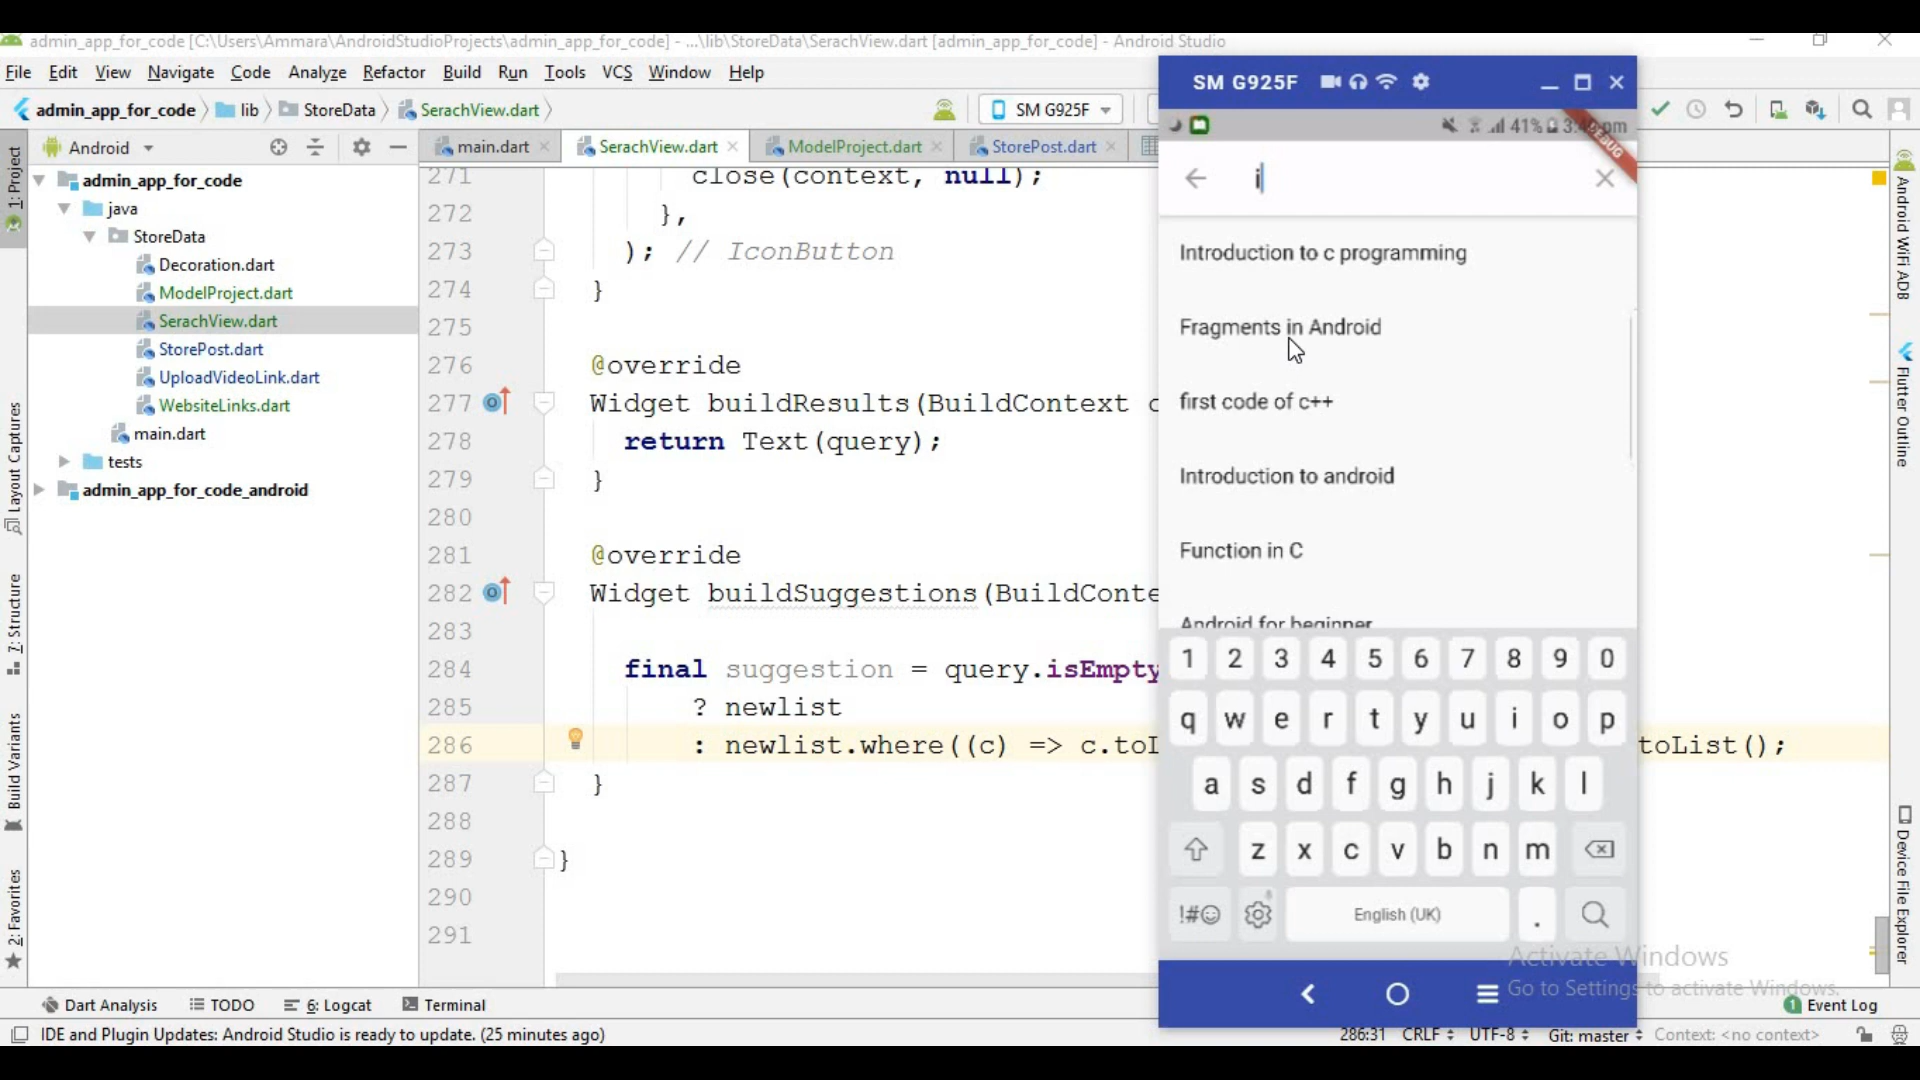 admin_app_for_code [C:\Users\Ammara\AndroidStudioProjects\admin_app_for_code] - ...\lib\StoreData\SerachView.dart [admin_app_for_code] - Android Studio
File Edit View Navigate Code Analyze Refactor Build Run Tools VCS Window Help
admin_app_for_code lib StoreData SerachView.dart SM G925F
Android
main.dart SerachView.dart ModelProject.dart StorePost.dart
1: Project
Layout Captures
7: Structure
Build Variants
2: Favorites
admin_app_for_code
java
StoreData
Decoration.dart
ModelProject.dart
SerachView.dart
StorePost.dart
UploadVideoLink.dart
WebsiteLinks.dart
main.dart
tests
admin_app_for_code_android
271 close(context, null);
272 },
273 ); // IconButton
274 }
275
276 @override
277 Widget buildResults(BuildContext c
278 return Text(query);
279 }
280
281 @override
282 Widget buildSuggestions(BuildConte
283
284 final suggestion = query.isEmpty
285 ? newlist
286 : newlist.where((c) => c.toL toList();
287 }
288
289 }
290
291
SM G925F
41% pm
DEBUG
i
Introduction to c programming
Fragments in Android
first code of c++
Introduction to android
Function in C
Android for beginner
1 2 3 4 5 6 7 8 9 0
q w e r t y u i o p
a s d f g h j k l
z x c v b n m
!#☺ English (UK) .
Android WiFi ADB
Flutter Outline
Device File Explorer
Activate Windows
Go to Settings to activate Windows.
Dart Analysis TODO 6: Logcat Terminal 1 Event Log
IDE and Plugin Updates: Android Studio is ready to update. (25 minutes ago) 286:31 CRLF UTF-8 Git: master Context: <no context>